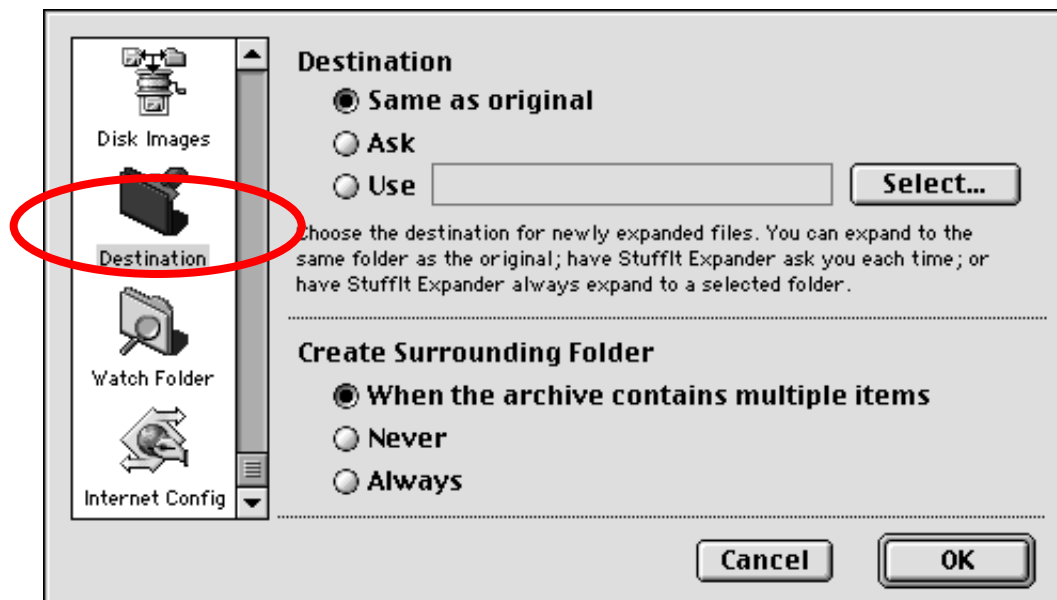 Disk Images
Destination
Watch Folder
Internet Config
Destination
Same as original
Ask
Use
Select...
Choose the destination for newly expanded files. You can expand to the
same folder as the original; have StuffIt Expander ask you each time; or
have StuffIt Expander always expand to a selected folder.
Create Surrounding Folder
When the archive contains multiple items
Never
Always
Cancel
OK